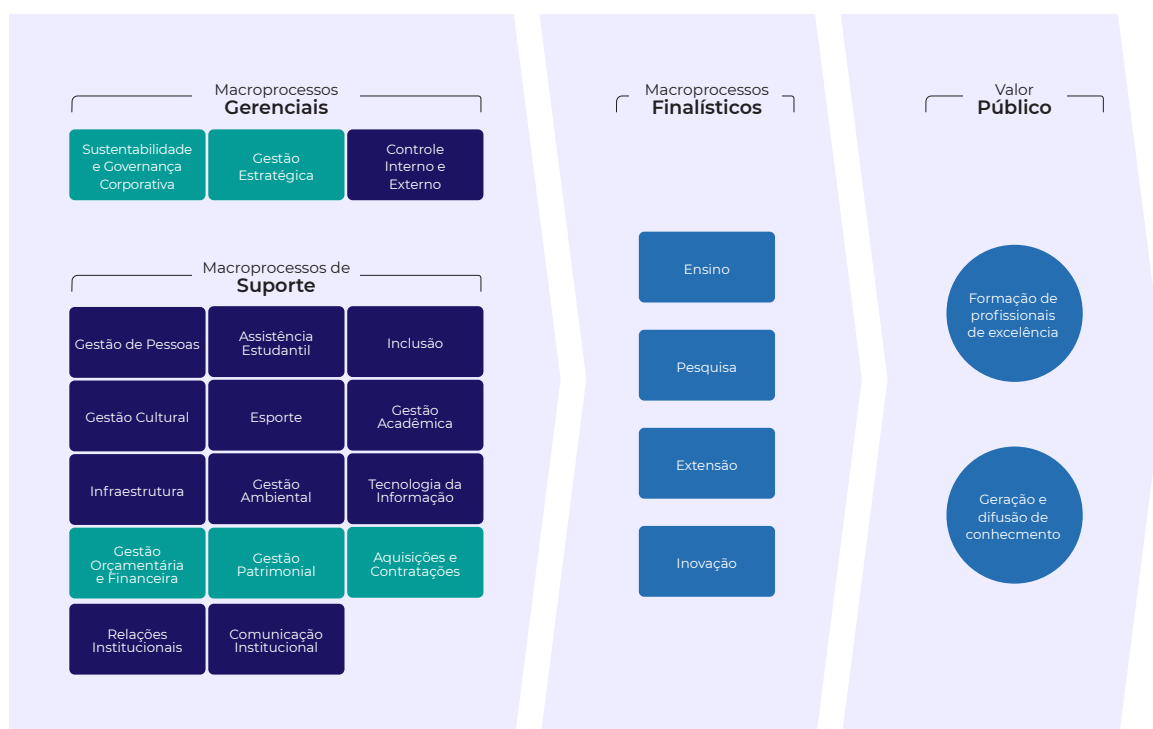 Macroprocessos
Gerenciais
Sustentabilidade
e Governança
Corporativa
Gestão
Estratégica
Controle
Interno e
Externo
Macroprocessos de
Suporte
Gestão de Pessoas
Assistência
Estudantil
Inclusão
Gestão Cultural
Esporte
Gestão
Acadêmica
Infraestrutura
Gestão
Ambiental
Tecnologia da
Informação
Gestão
Orçamentária
e Financeira
Gestão
Patrimonial
Aquisições e
Contratações
Relações
Institucionais
Comunicação
Institucional
Macroprocessos
Finalísticos
Ensino
Pesquisa
Extensão
Inovação
Valor
Público
Formação de
profissionais
de excelência
Geração e
difusão de
conhecmento